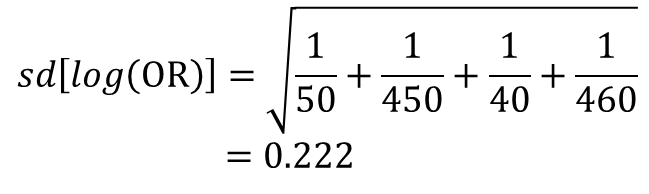 sd[log(OR)] = √(1/50 + 1/450 + 1/40 + 1/460)
= 0.222